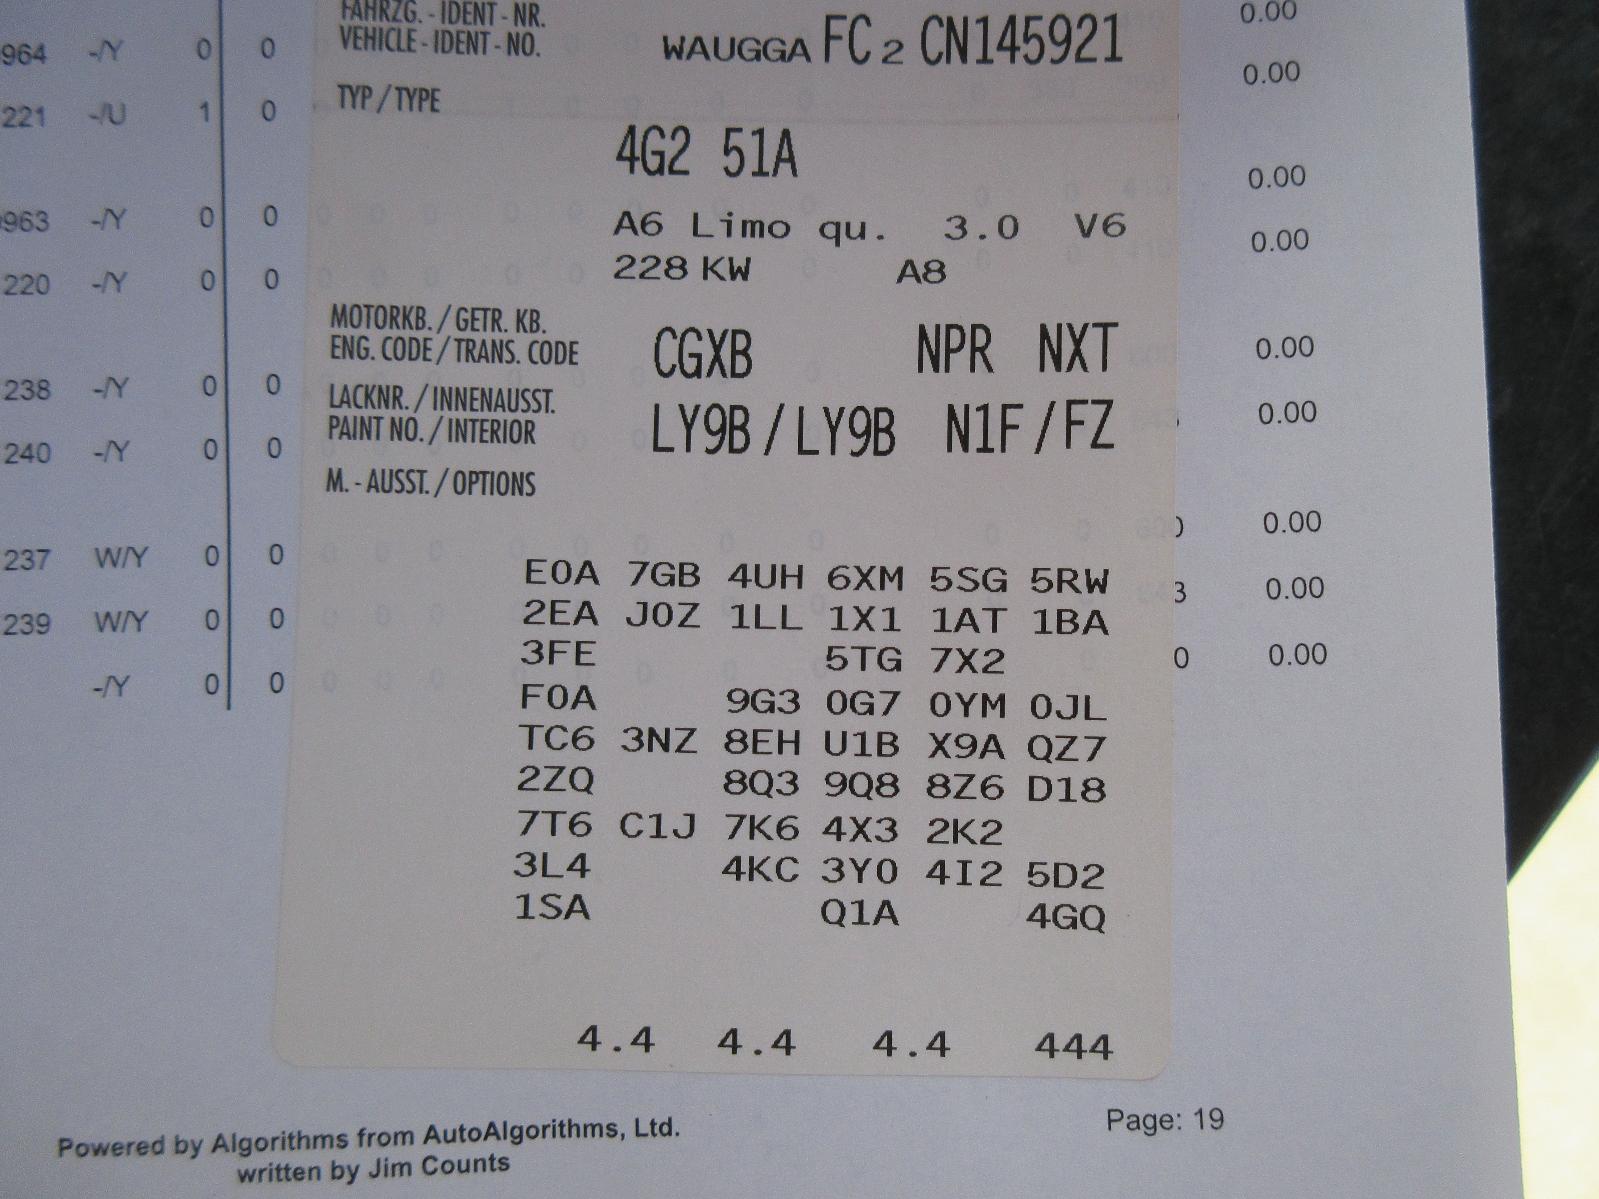 FAHRZG. - IDENT - NR.
VEHICLE - IDENT - NO. WAUGGA FC 2 CN145921
TYP / TYPE
4G2 51A
A6 Limo qu. 3.0 V6
228 KW A8
MOTORKB. / GETR. KB.
ENG. CODE / TRANS. CODE CGXB NPR NXT
LACKNR. / INNENAUSST.
PAINT NO. / INTERIOR LY9B / LY9B N1F / FZ
M. - AUSST. / OPTIONS
E0A 7GB 4UH 6XM 5SG 5RW
2EA J0Z 1LL 1X1 1AT 1BA
3FE 5TG 7X2
F0A 9G3 0G7 0YM 0JL
TC6 3NZ 8EH U1B X9A QZ7
2ZQ 8Q3 9Q8 8Z6 D18
7T6 C1J 7K6 4X3 2K2
3L4 4KC 3Y0 4I2 5D2
1SA Q1A 4GQ
4.4 4.4 4.4 444
964 -/Y 0 0
221 -/U 1 0
963 -/Y 0 0
220 -/Y 0 0
238 -/Y 0 0
240 -/Y 0 0
237 W/Y 0 0
239 W/Y 0 0
-/Y 0 0
0.00
0.00
0.00
0.00
0.00
0.00
0.00
3 0.00
0 0.00
Powered by Algorithms from AutoAlgorithms, Ltd.
written by Jim Counts
Page: 19